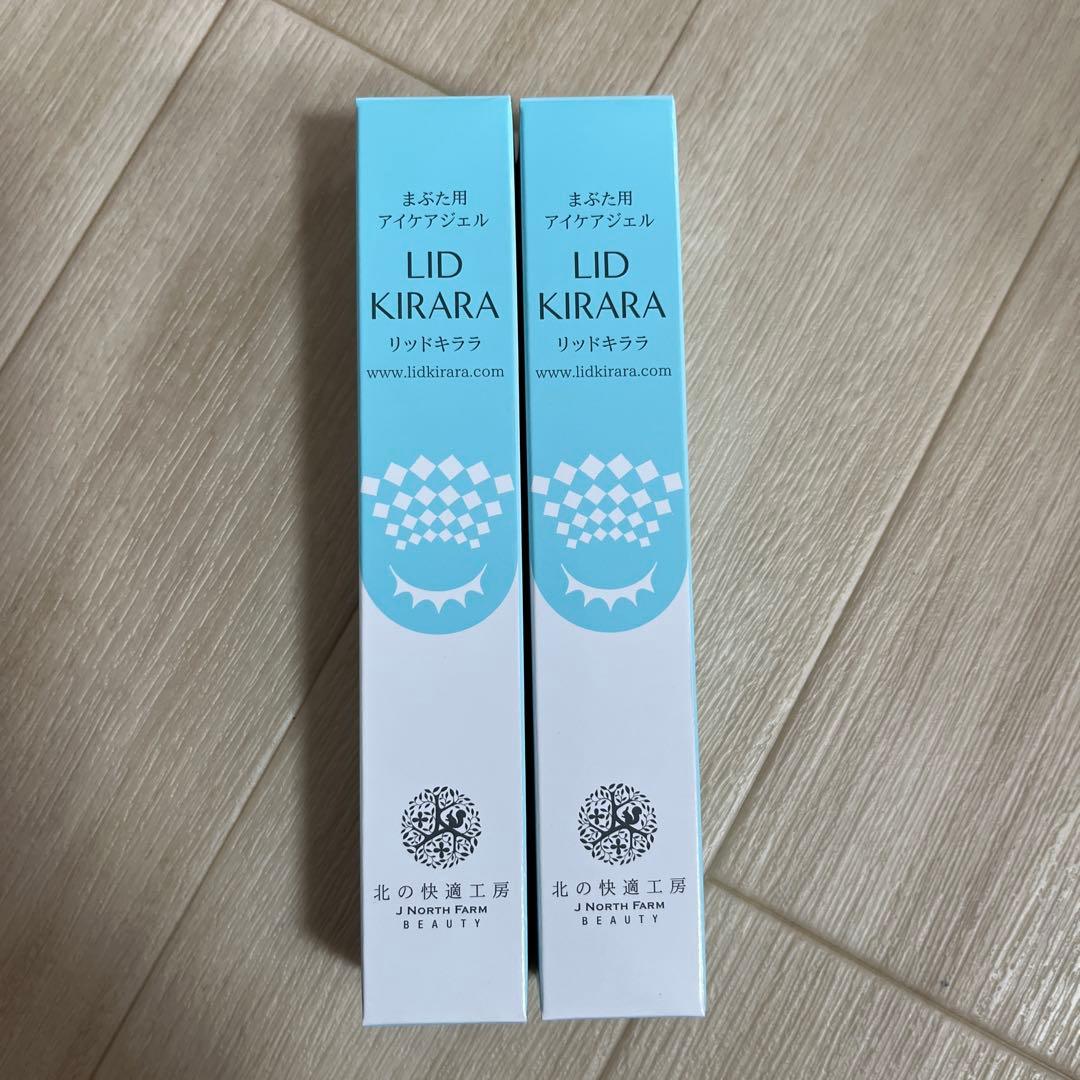 まぶた用
アイケアジェル
LID
KIRARA
リッドキララ
www.lidkirara.com
北の快適工房
J NORTH FARM
BEAUTY
まぶた用
アイケアジェル
LID
KIRARA
リッドキララ
www.lidkirara.com
北の快適工房
J NORTH FARM
BEAUTY